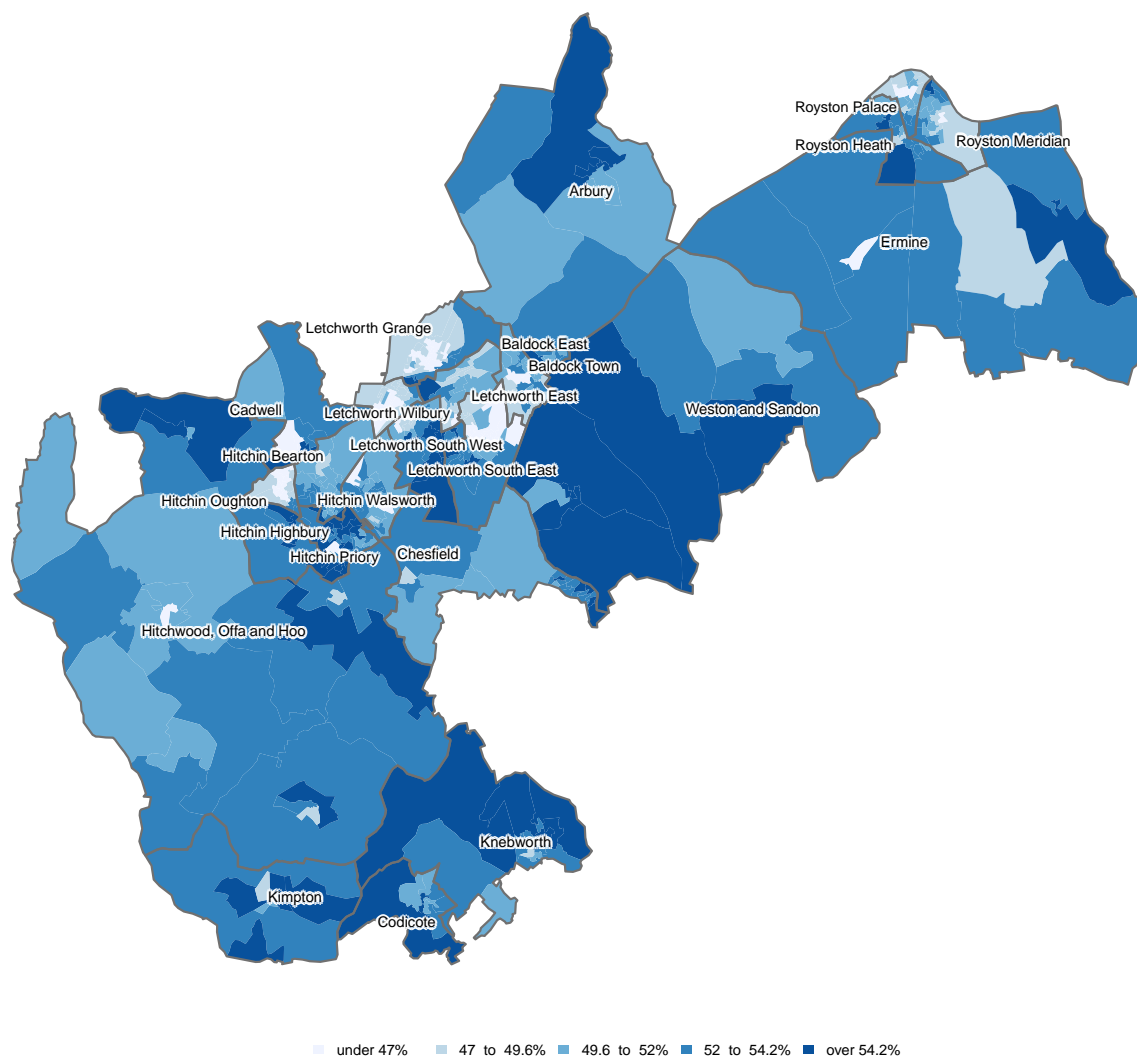 Royston Palace
Royston Meridian
Royston Heath
Arbury
Ermine
Letchworth Grange
Baldock East
Baldock Town
Letchworth East
Cadwell
Letchworth Wilbury
Weston and Sandon
Letchworth South West
Hitchin Bearton
Letchworth South East
Hitchin Oughton
Hitchin Walsworth
Hitchin Highbury
Hitchin Priory
Chesfield
Hitchwood, Offa and Hoo
Knebworth
Kimpton
Codicote
under 47% 47 to 49.6% 49.6 to 52% 52 to 54.2% over 54.2%